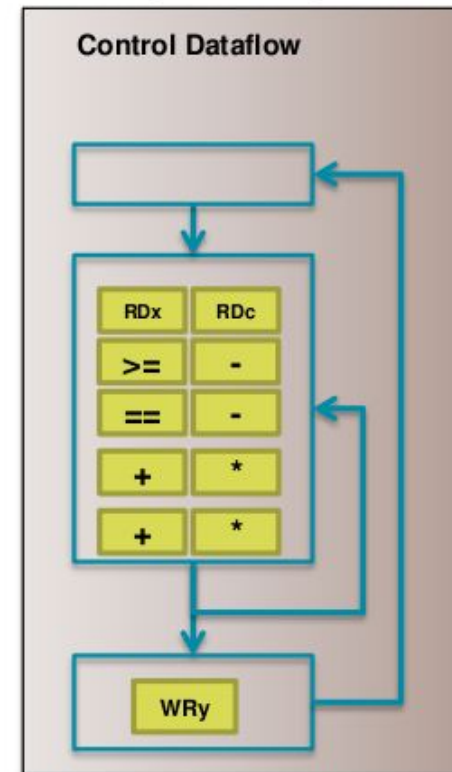 Control Dataflow
RDx RDc
>= -
== -
+ *
+ *
WRy